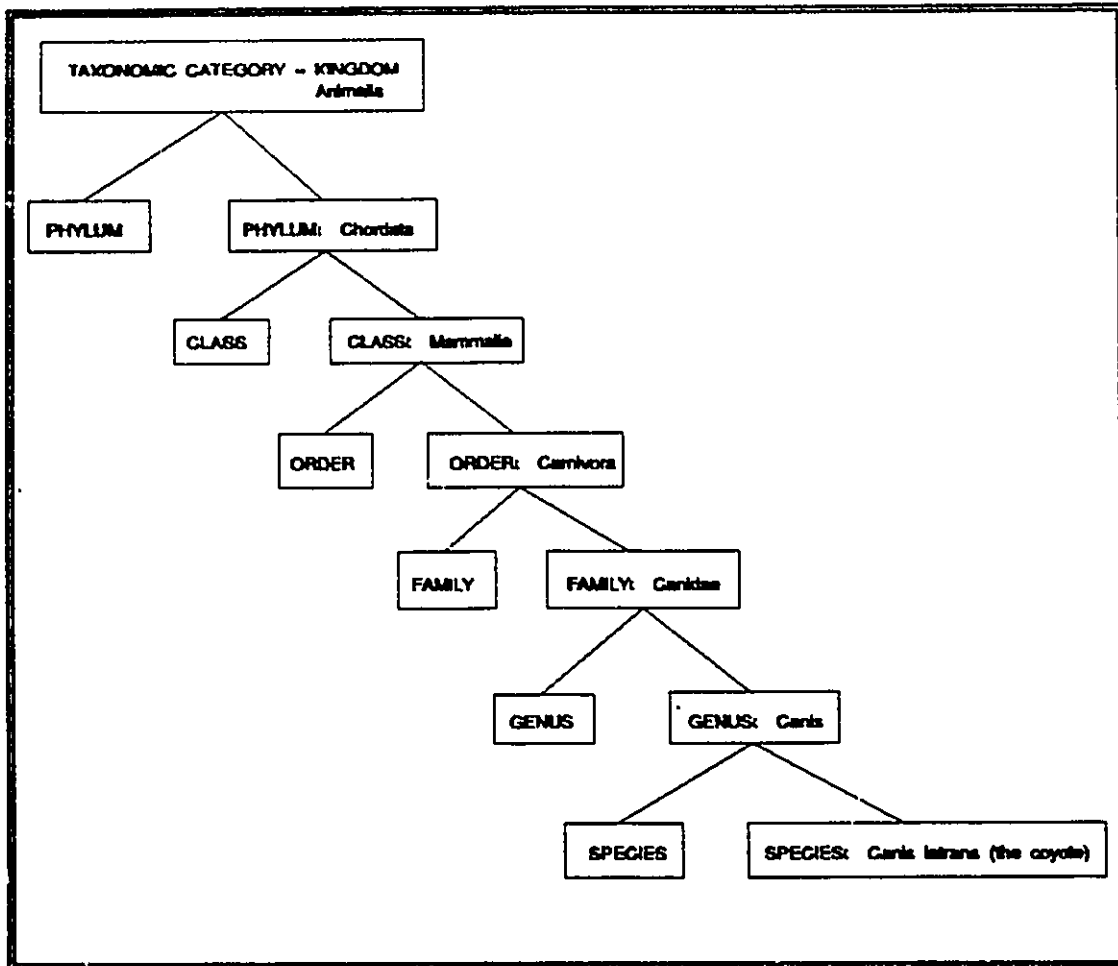 TAXONOMIC CATEGORY - KINGDOM
Animalia
PHYLUM
PHYLUM: Chordata
CLASS
CLASS: Mammalia
ORDER
ORDER: Carnivora
FAMILY
FAMILY: Canidae
GENUS
GENUS: Canis
SPECIES
SPECIES: Canis latrans (the coyote)